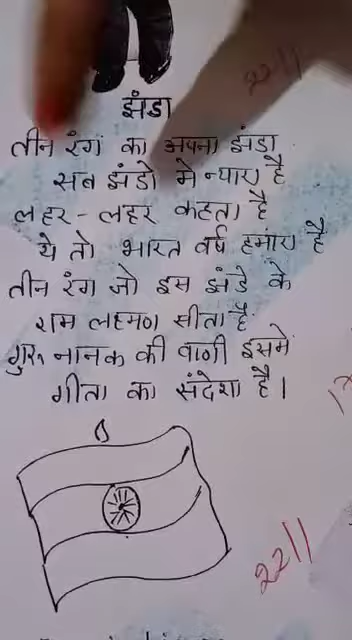 22||
झंडा
तीन रंग का अपना झंडा
सब झंडो मे न्यारा है
लहर - लहर कहता है
ये तो भारत वर्ष हमारा है
तीन रंग जो इस झंडे के
राम लक्ष्मण सीता है
गुरु नानक की वाणी इसमे
गीता का संदेशा है।
22||